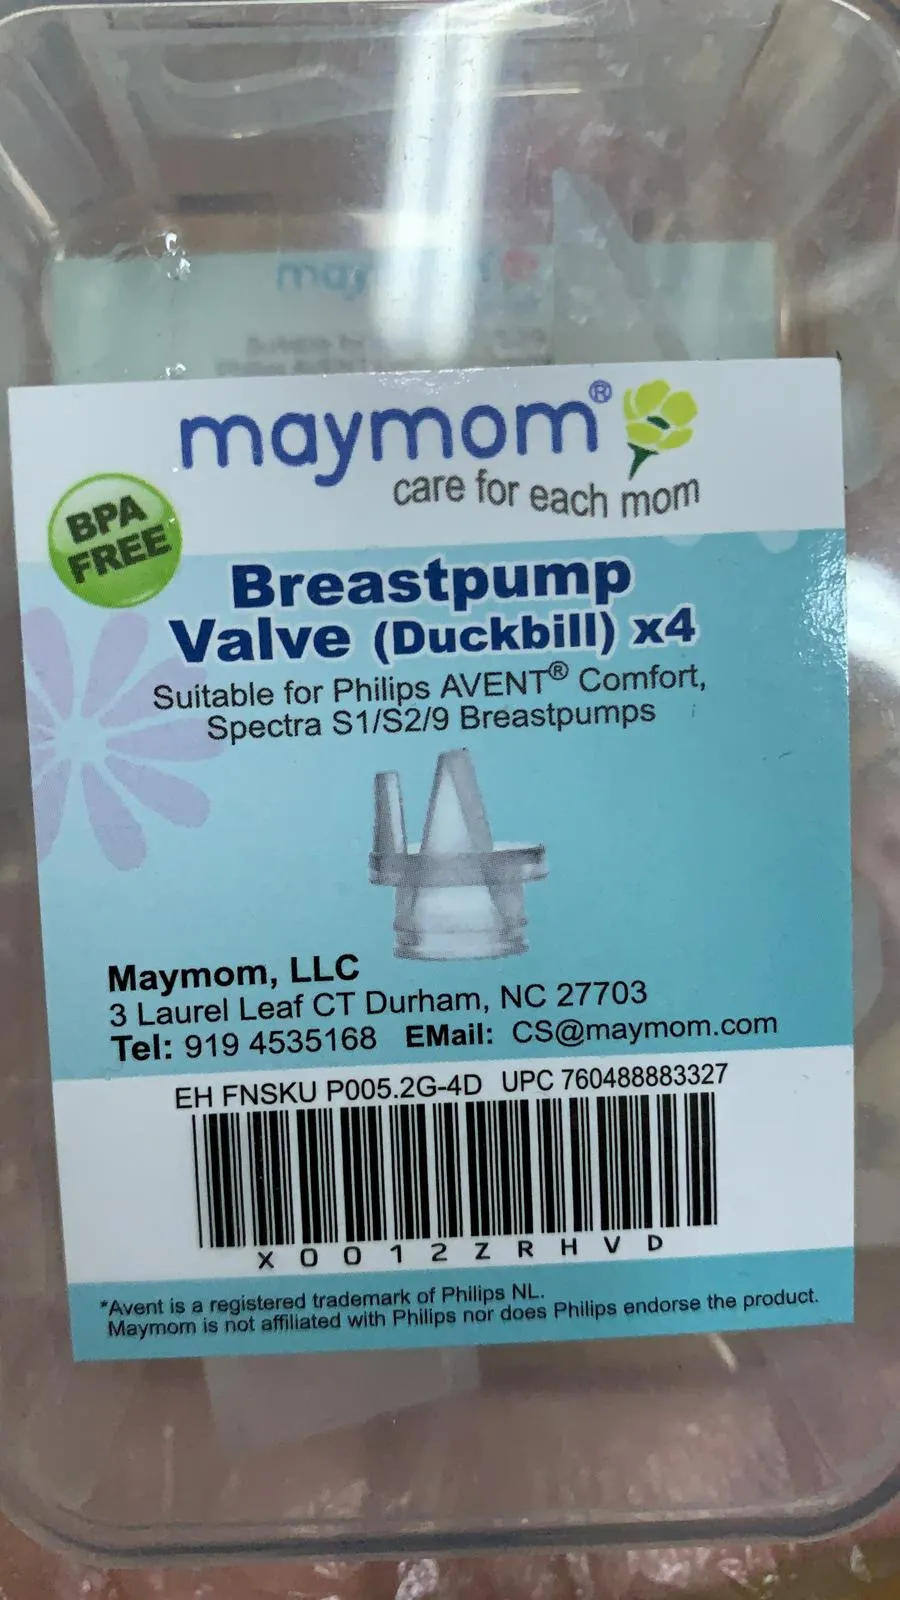 maymom®
care for each mom
BPA
FREE
Breastpump
Valve (Duckbill) x4
Suitable for Philips AVENT® Comfort,
Spectra S1/S2/9 Breastpumps
Maymom, LLC
3 Laurel Leaf CT Durham, NC 27703
Tel: 919 4535168 EMail: CS@maymom.com
EH FNSKU P005.2G-4D UPC 760488883327
X0012ZRHVD
*Avent is a registered trademark of Philips NL.
Maymom is not affiliated with Philips nor does Philips endorse the product.